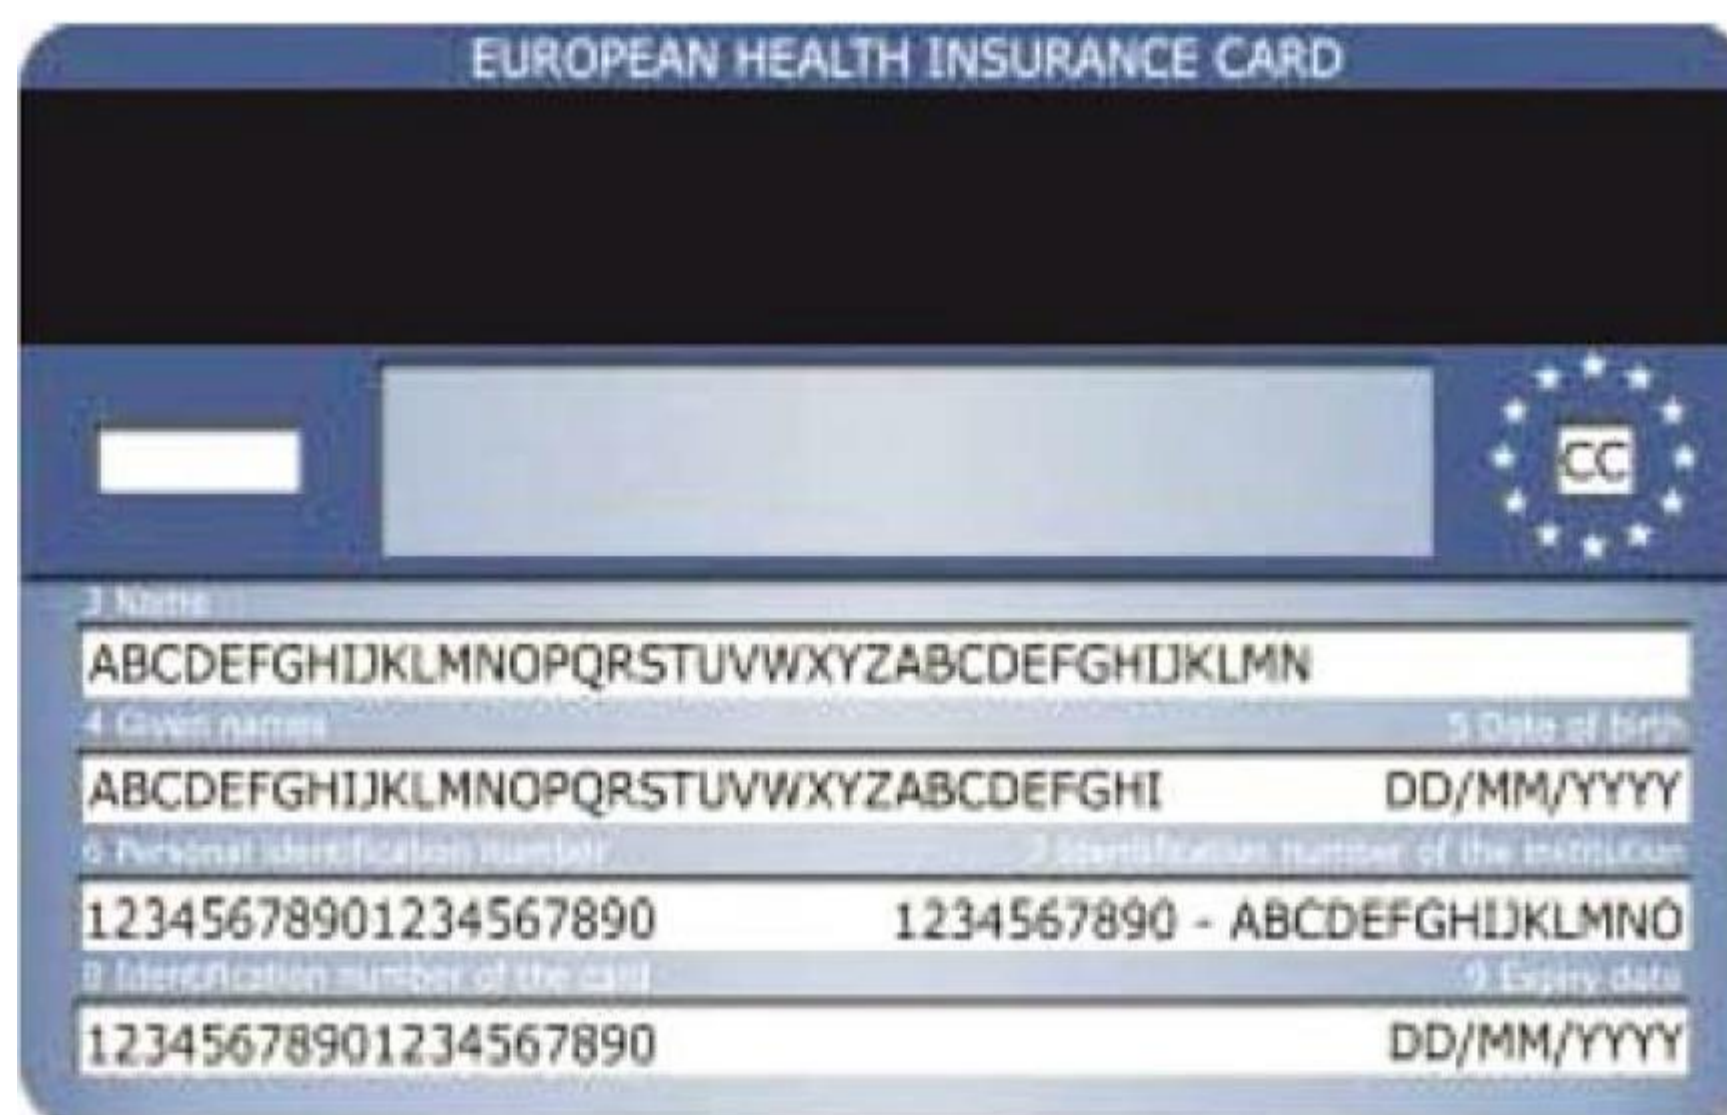 EUROPEAN HEALTH INSURANCE CARD
CC
3 Name
ABCDEFGHIJKLMNOPQRSTUVWXYZABCDEFGHIJKLMN
4 Given names 5 Date of birth
ABCDEFGHIJKLMNOPQRSTUVWXYZABCDEFGHI DD/MM/YYYY
6 Personal identification number 7 Identification number of the institution
12345678901234567890 1234567890 - ABCDEFGHIJKLMNO
8 Identification number of the card 9 Expiry date
12345678901234567890 DD/MM/YYYY